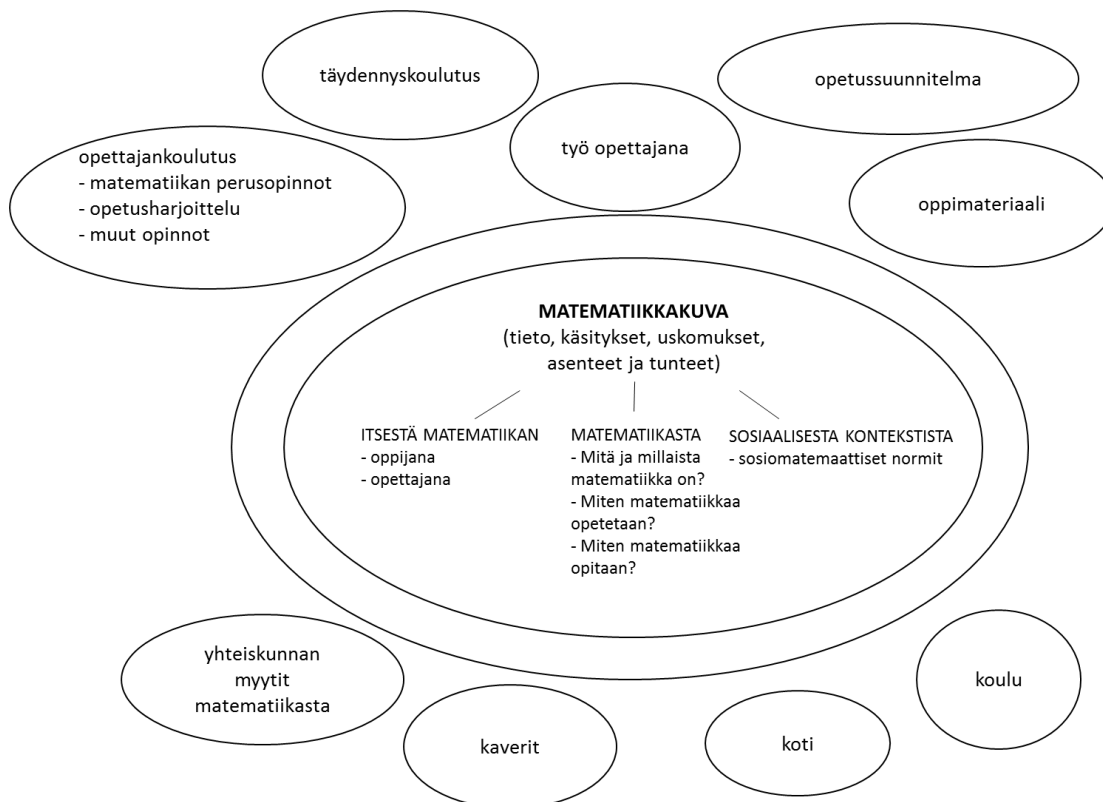 täydennyskoulutus
opetussuunnitelma
työ opettajana
opettajankoulutus
- matematiikan perusopinnot
- opetusharjoittelu
- muut opinnot
oppimateriaali
MATEMATIIKKAKUVA
(tieto, käsitykset, uskomukset,
asenteet ja tunteet)
ITSESTÄ MATEMATIIKAN
- oppijana
- opettajana
MATEMATIIKASTA
- Mitä ja millaista
matematiikka on?
- Miten matematiikkaa
opetetaan?
- Miten matematiikkaa
opitaan?
SOSIAALISESTA KONTEKSTISTA
- sosiomatemaattiset normit
yhteiskunnan
myytit
matematiikasta
kaverit
koti
koulu